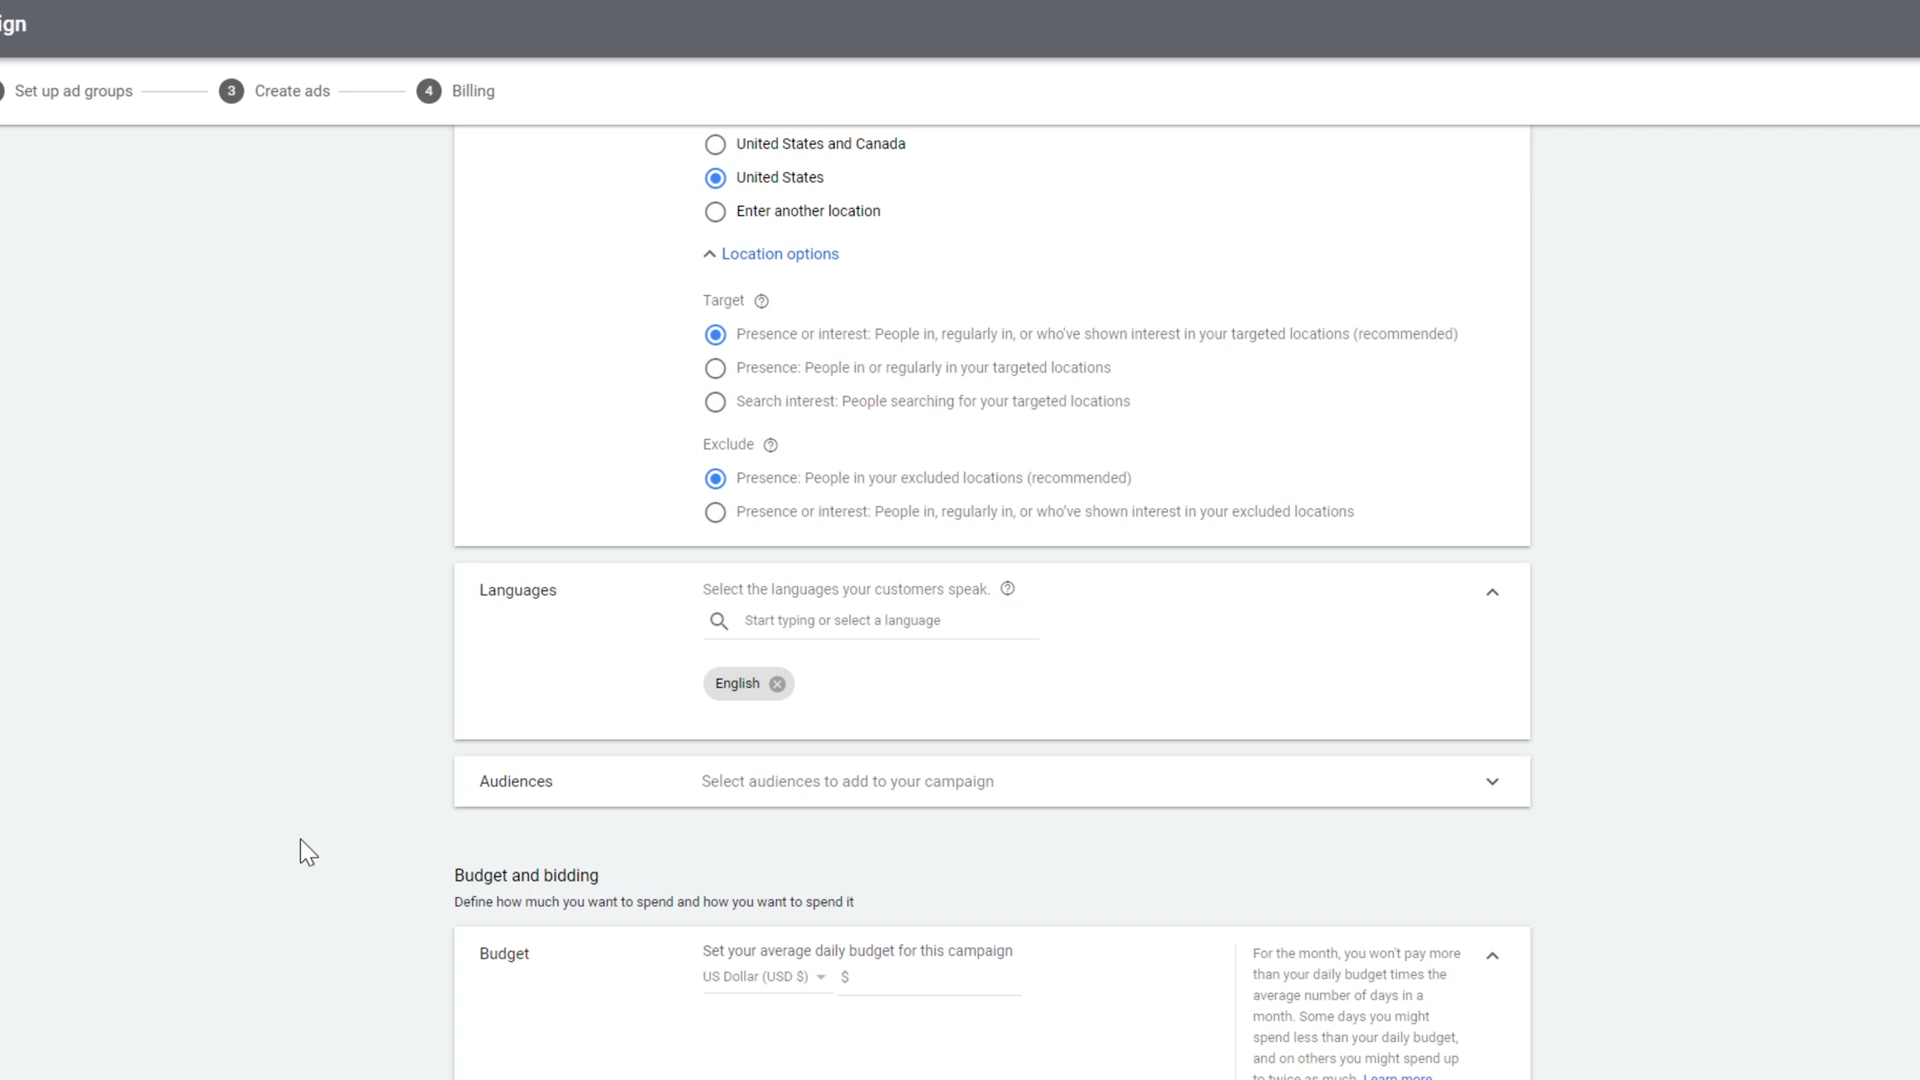 ign
Set up ad groups
3 Create ads
4 Billing
United States and Canada
United States
Enter another location
Location options
Target
Presence or interest: People in, regularly in, or who've shown interest in your targeted locations (recommended)
Presence: People in or regularly in your targeted locations
Search interest: People searching for your targeted locations
Exclude
Presence: People in your excluded locations (recommended)
Presence or interest: People in, regularly in, or who've shown interest in your excluded locations
Languages
Select the languages your customers speak.
Start typing or select a language
English
Audiences
Select audiences to add to your campaign
Budget and bidding
Define how much you want to spend and how you want to spend it
Budget
Set your average daily budget for this campaign
US Dollar (USD $)
$
For the month, you won't pay more
than your daily budget times the
average number of days in a
month. Some days you might
spend less than your daily budget,
and on others you might spend up
to twice as much. Learn more